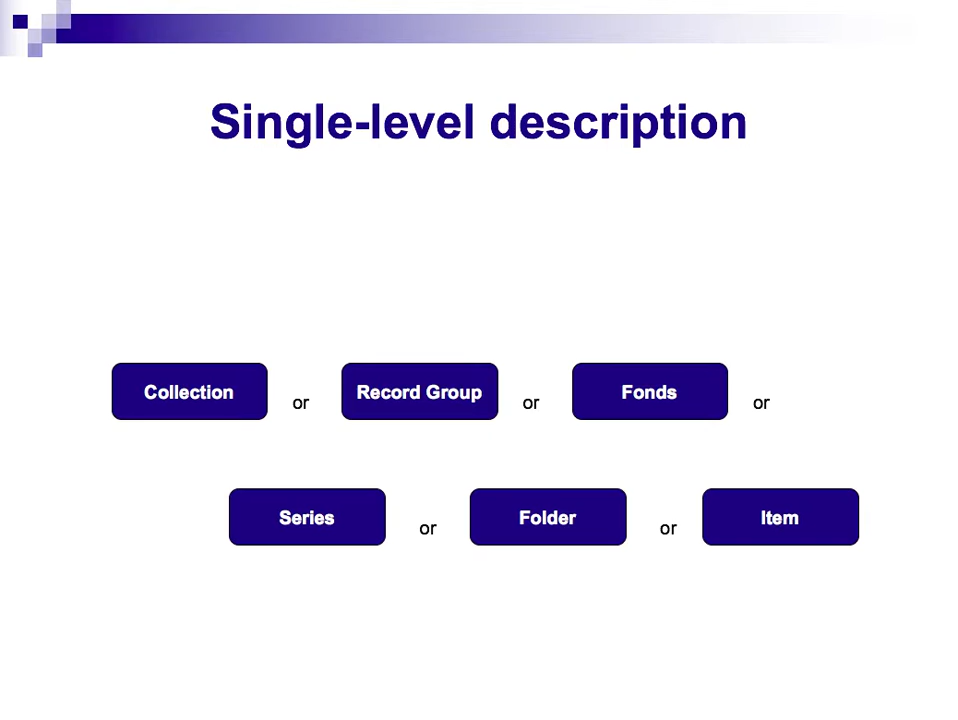 Single-level description
Collection or Record Group or Fonds or
Series or Folder or Item